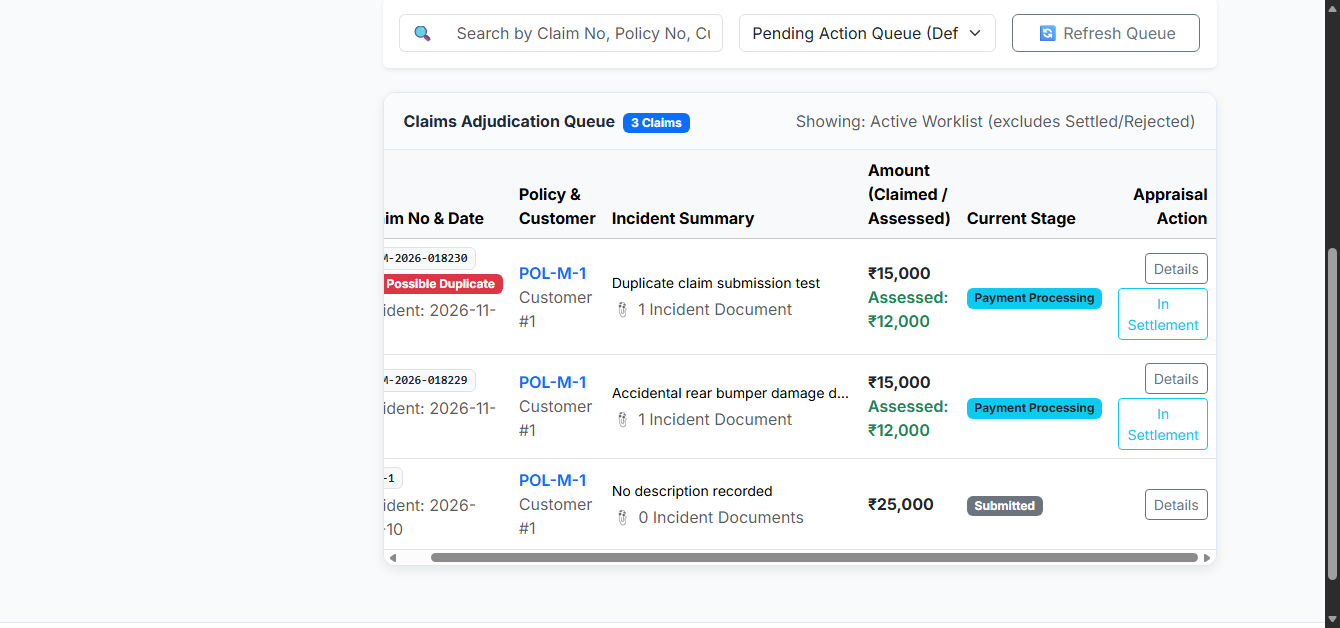 Search by Claim No, Policy No, Cu
Pending Action Queue (Def
Refresh Queue
Claims Adjudication Queue 3 Claims
Showing: Active Worklist (excludes Settled/Rejected)
im No & Date
Policy &
Customer
Incident Summary
Amount
(Claimed /
Assessed)
Current Stage
Appraisal
Action
M-2026-018230
Possible Duplicate
ident: 2026-11-
POL-M-1
Customer
#1
Duplicate claim submission test
1 Incident Document
₹15,000
Assessed:
₹12,000
Payment Processing
Details
In
Settlement
M-2026-018229
ident: 2026-11-
POL-M-1
Customer
#1
Accidental rear bumper damage d...
1 Incident Document
₹15,000
Assessed:
₹12,000
Payment Processing
Details
In
Settlement
-1
ident: 2026-
-10
POL-M-1
Customer
#1
No description recorded
0 Incident Documents
₹25,000
Submitted
Details